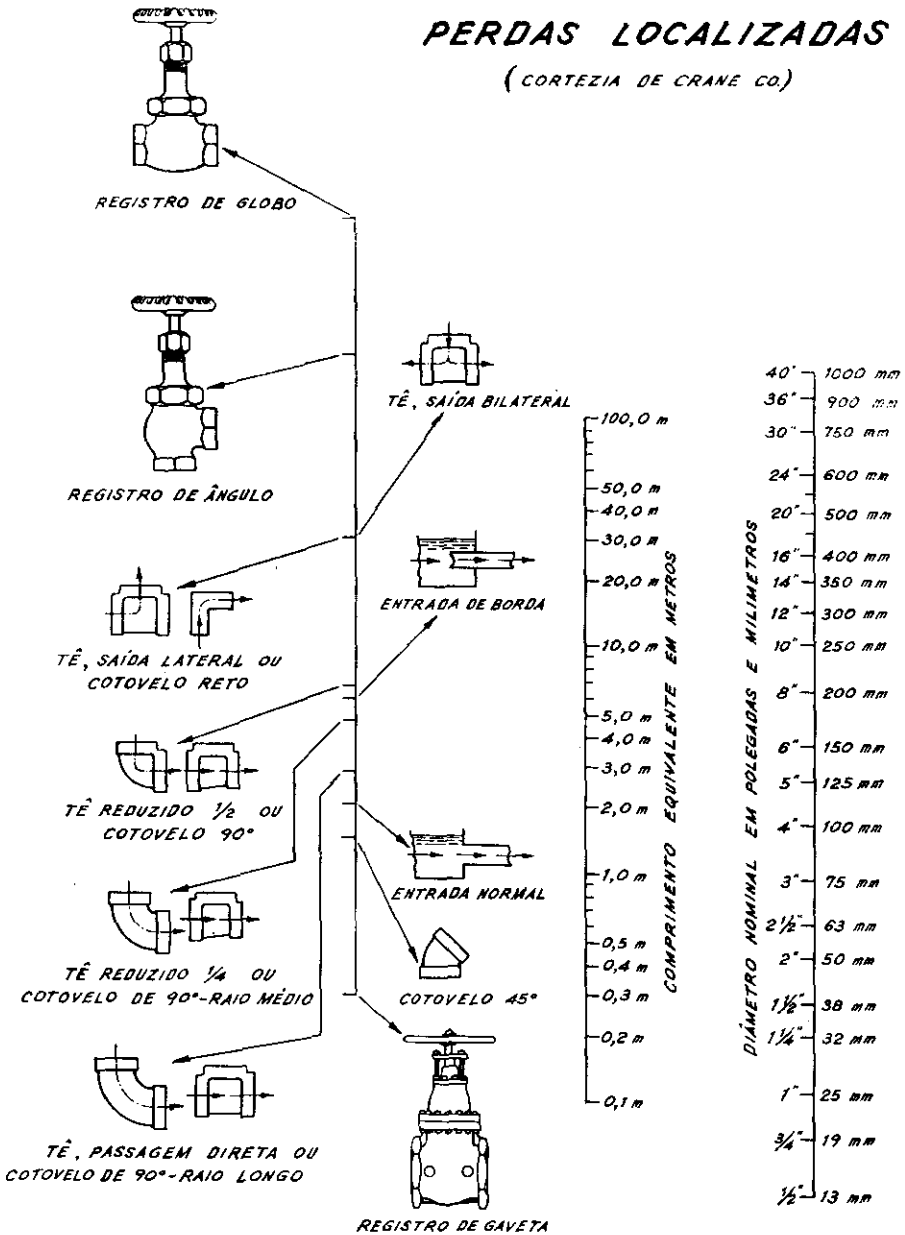 PERDAS LOCALIZADAS
(CORTEZIA DE CRANE CO.)
REGISTRO DE GLOBO
REGISTRO DE ÂNGULO
TÊ, SAÍDA LATERAL OU
COTOVELO RETO
TÊ REDUZIDO 1/2 OU
COTOVELO 90°
TÊ REDUZIDO 1/4 OU
COTOVELO DE 90°-RAIO MÉDIO
TÊ, PASSAGEM DIRETA OU
COTOVELO DE 90°-RAIO LONGO
TÊ, SAÍDA BILATERAL
ENTRADA DE BORDA
ENTRADA NORMAL
COTOVELO 45°
REGISTRO DE GAVETA
100,0 m
50,0 m
40,0 m
30,0 m
20,0 m
10,0 m
5,0 m
4,0 m
3,0 m
2,0 m
1,0 m
0,5 m
0,4 m
0,3 m
0,2 m
0,1 m
COMPRIMENTO EQUIVALENTE EM METROS
DIÂMETRO NOMINAL EM POLEGADAS E MILIMETROS
40" 1000 mm
36" 900 mm
30" 750 mm
24" 600 mm
20" 500 mm
16" 400 mm
14" 350 mm
12" 300 mm
10" 250 mm
8" 200 mm
6" 150 mm
5" 125 mm
4" 100 mm
3" 75 mm
2 1/2" 63 mm
2" 50 mm
1 1/2" 38 mm
1 1/4" 32 mm
1" 25 mm
3/4" 19 mm
1/2" 13 mm